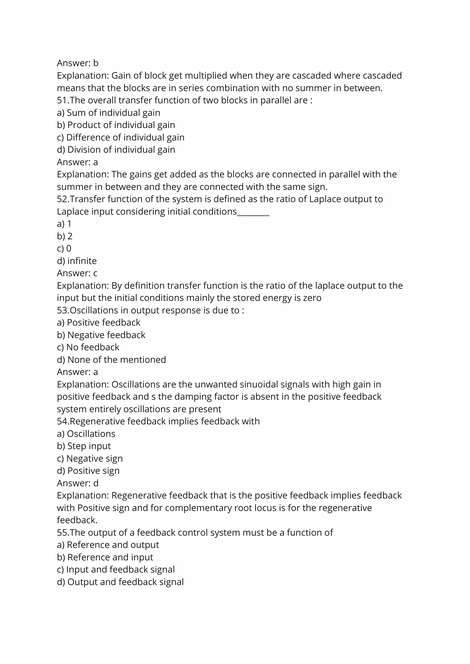 Answer: b
Explanation: Gain of block get multiplied when they are cascaded where cascaded
means that the blocks are in series combination with no summer in between.
51.The overall transfer function of two blocks in parallel are :
a) Sum of individual gain
b) Product of individual gain
c) Difference of individual gain
d) Division of individual gain
Answer: a
Explanation: The gains get added as the blocks are connected in parallel with the
summer in between and they are connected with the same sign.
52.Transfer function of the system is defined as the ratio of Laplace output to
Laplace input considering initial conditions________
a) 1
b) 2
c) 0
d) infinite
Answer: c
Explanation: By definition transfer function is the ratio of the laplace output to the
input but the initial conditions mainly the stored energy is zero
53.Oscillations in output response is due to :
a) Positive feedback
b) Negative feedback
c) No feedback
d) None of the mentioned
Answer: a
Explanation: Oscillations are the unwanted sinuoidal signals with high gain in
positive feedback and s the damping factor is absent in the positive feedback
system entirely oscillations are present
54.Regenerative feedback implies feedback with
a) Oscillations
b) Step input
c) Negative sign
d) Positive sign
Answer: d
Explanation: Regenerative feedback that is the positive feedback implies feedback
with Positive sign and for complementary root locus is for the regenerative
feedback.
55.The output of a feedback control system must be a function of
a) Reference and output
b) Reference and input
c) Input and feedback signal
d) Output and feedback signal